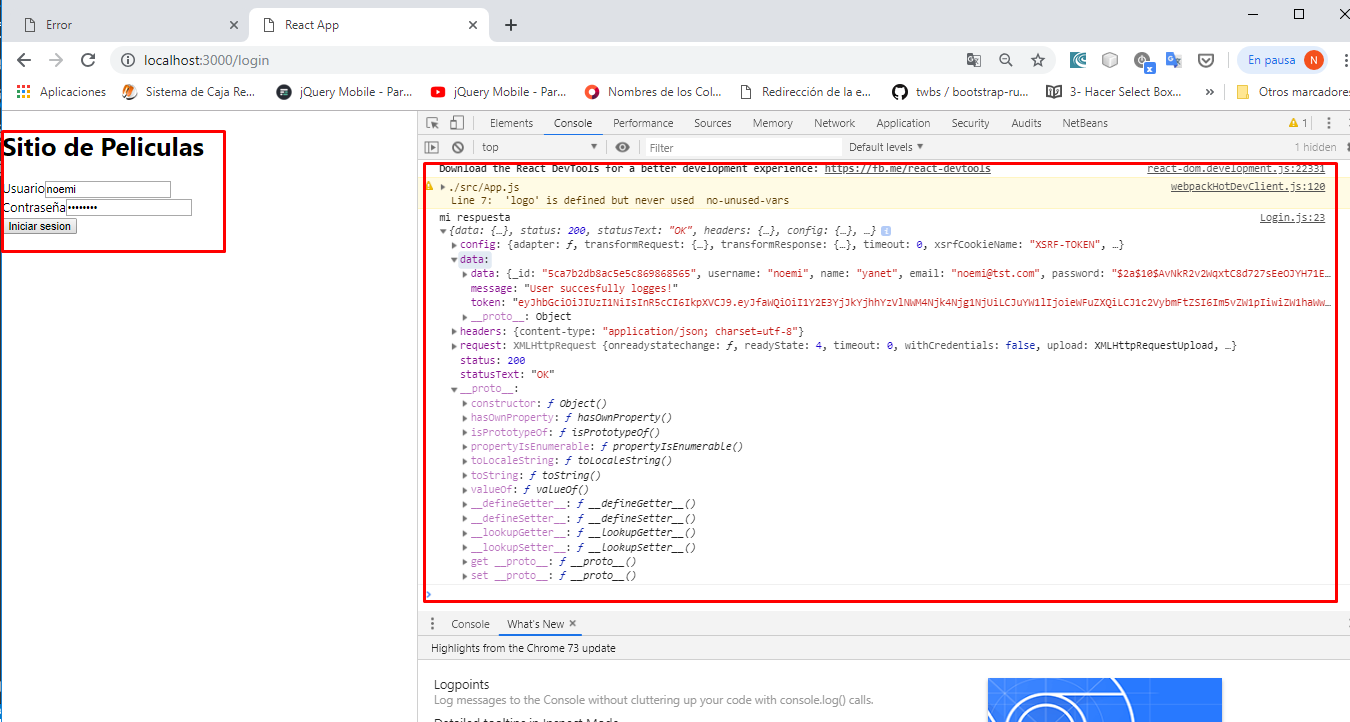 Error
React App
localhost:3000/login
En pausa N
Aplicaciones
Sistema de Caja Re...
jQuery Mobile - Par...
jQuery Mobile - Par...
Nombres de los Col...
Redirección de la e...
twbs / bootstrap-ru...
3- Hacer Select Box...
»
Otros marcadores
Sitio de Peliculas
Usuario noemi
Contraseña ••••••••
Iniciar sesion
Elements Console Performance Sources Memory Network Application Security Audits NetBeans 1
top Filter Default levels ▼ 1 hidden
Download the React DevTools for a better development experience: https://fb.me/react-devtools react-dom.development.js:22331
./src/App.js webpackHotDevClient.js:120
Line 7: 'logo' is defined but never used no-unused-vars
mi respuesta Login.js:23
{data: {…}, status: 200, statusText: "OK", headers: {…}, config: {…}, …}
config: {adapter: ƒ, transformRequest: {…}, transformResponse: {…}, timeout: 0, xsrfCookieName: "XSRF-TOKEN", …}
data:
data: {_id: "5ca7b2db8ac5e5c869868565", username: "noemi", name: "yanet", email: "noemi@tst.com", password: "$2a$10$AvNkR2v2WqxtC8d727sEeOJYH71E…
message: "User succesfully logges!"
token:
__proto__: Object
headers: {content-type: "application/json; charset=utf-8"}
request: XMLHttpRequest {onreadystatechange: ƒ, readyState: 4, timeout: 0, withCredentials: false, upload: XMLHttpRequestUpload, …}
status: 200
statusText: "OK"
__proto__:
constructor: ƒ Object()
hasOwnProperty: ƒ hasOwnProperty()
isPrototypeOf: ƒ isPrototypeOf()
propertyIsEnumerable: ƒ propertyIsEnumerable()
toLocaleString: ƒ toLocaleString()
toString: ƒ toString()
valueOf: ƒ valueOf()
__defineGetter__: ƒ __defineGetter__()
__defineSetter__: ƒ __defineSetter__()
__lookupGetter__: ƒ __lookupGetter__()
__lookupSetter__: ƒ __lookupSetter__()
get __proto__: ƒ __proto__()
set __proto__: ƒ __proto__()
Console What's New
Highlights from the Chrome 73 update
Logpoints
Log messages to the Console without cluttering up your code with console.log() calls.
Detailed tooltips in Inspect Mode